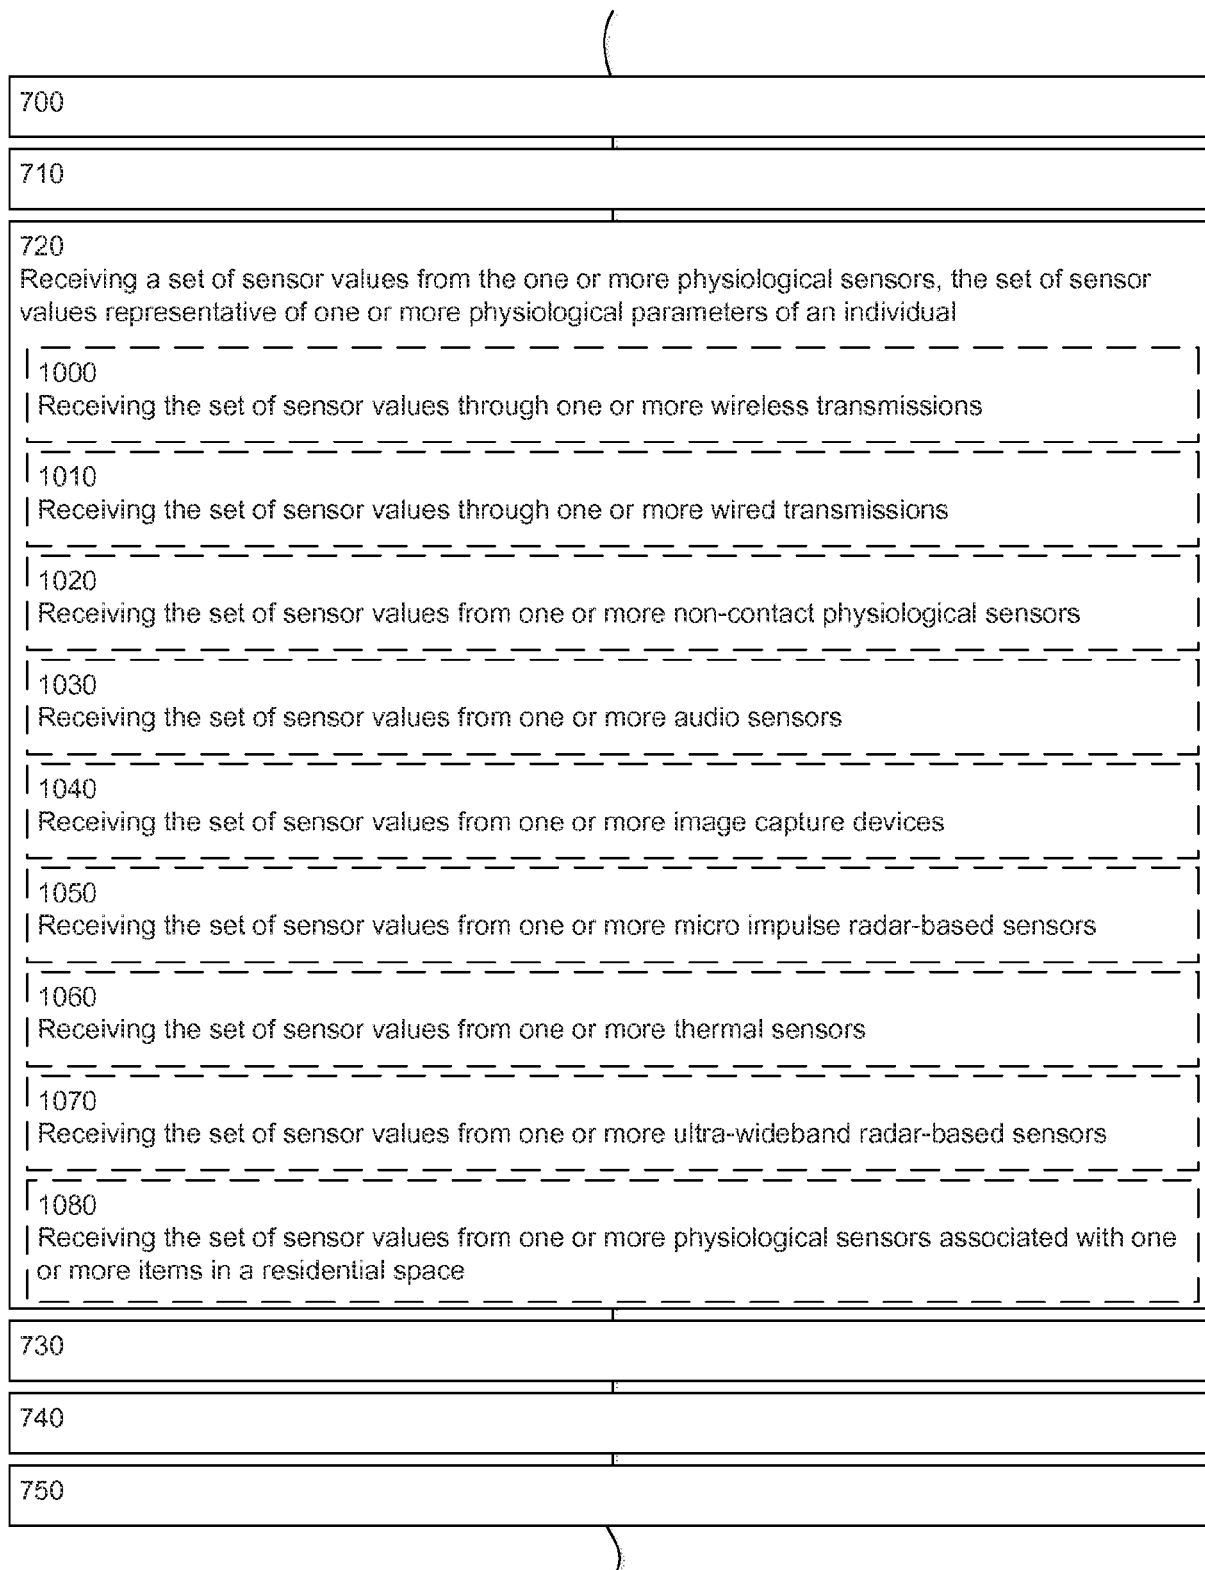 700
710
720
Receiving a set of sensor values from the one or more physiological sensors, the set of sensor
values representative of one or more physiological parameters of an individual
1000
Receiving the set of sensor values through one or more wireless transmissions
1010
Receiving the set of sensor values through one or more wired transmissions
1020
Receiving the set of sensor values from one or more non-contact physiological sensors
1030
Receiving the set of sensor values from one or more audio sensors
1040
Receiving the set of sensor values from one or more image capture devices
1050
Receiving the set of sensor values from one or more micro impulse radar-based sensors
1060
Receiving the set of sensor values from one or more thermal sensors
1070
Receiving the set of sensor values from one or more ultra-wideband radar-based sensors
1080
Receiving the set of sensor values from one or more physiological sensors associated with one
or more items in a residential space
730
740
750